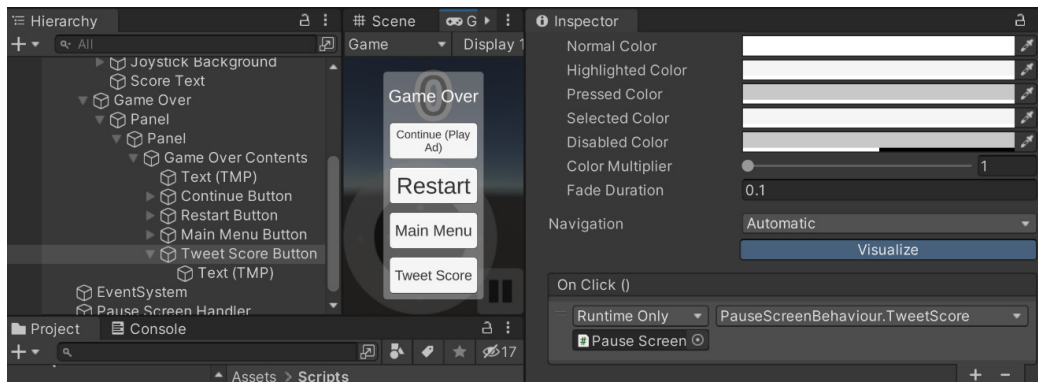 Hierarchy
All
Joystick Background
Score Text
Game Over
Panel
Panel
Game Over Contents
Text (TMP)
Continue Button
Restart Button
Main Menu Button
Tweet Score Button
Text (TMP)
EventSystem
Pause Screen Handler
Scene
G
Game
Display 1
0
Game Over
Continue (Play
Ad)
Restart
Main Menu
Tweet Score
Project
Console
17
Assets > Scripts
Inspector
Normal Color
Highlighted Color
Pressed Color
Selected Color
Disabled Color
Color Multiplier
1
Fade Duration
0.1
Navigation
Automatic
Visualize
On Click ()
Runtime Only
PauseScreenBehaviour.TweetScore
Pause Screen